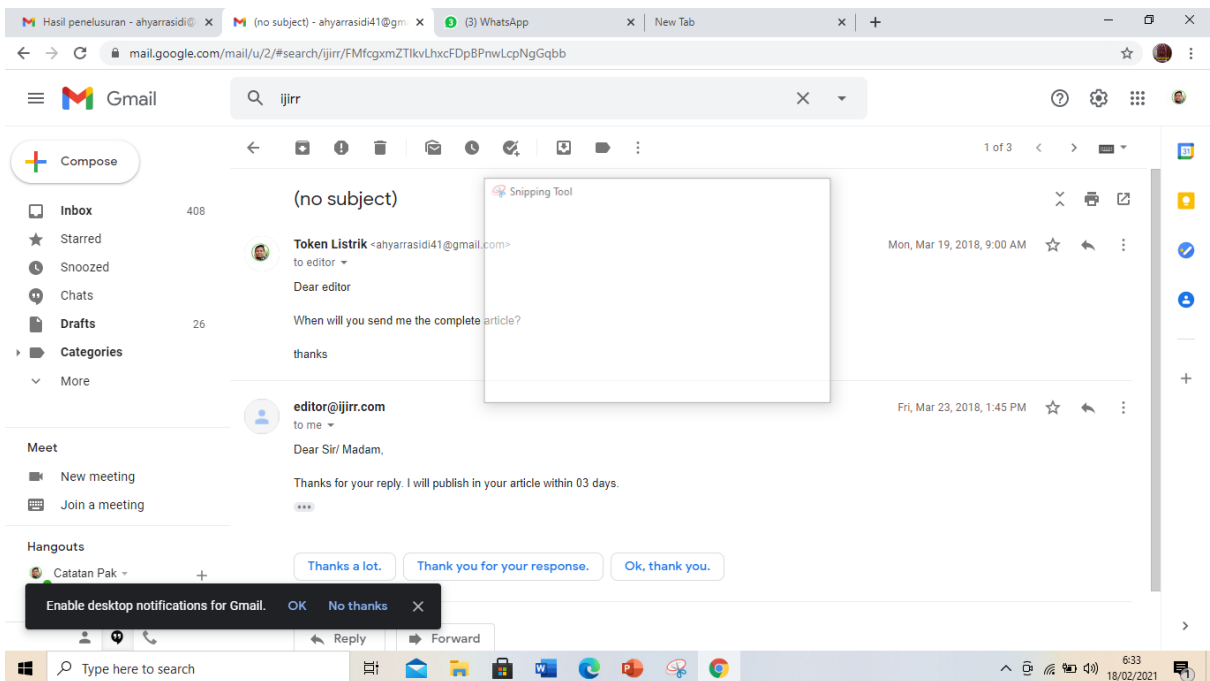 Hasil penelusuran - ahyarrasidi@
(no subject) - ahyarrasidi41@gm
(3) WhatsApp
New Tab
mail.google.com/mail/u/2/#search/ijirr/FMfcgxmZTlkvLhxcFDpBPnwLcpNgGqbb
Gmail
ijirr
Compose
1 of 3
31
Inbox 408
Starred
Snoozed
Chats
Drafts 26
Categories
More
Meet
New meeting
Join a meeting
Hangouts
Catatan Pak
(no subject)
Snipping Tool
Token Listrik <ahyarrasidi41@gmail.com>
Mon, Mar 19, 2018, 9:00 AM
to editor
Dear editor
When will you send me the complete article?
thanks
editor@ijirr.com
Fri, Mar 23, 2018, 1:45 PM
to me
Dear Sir/ Madam,
Thanks for your reply. I will publish in your article within 03 days.
Thanks a lot.
Thank you for your response.
Ok, thank you.
Enable desktop notifications for Gmail. OK No thanks
Reply
Forward
Type here to search
6:33
18/02/2021